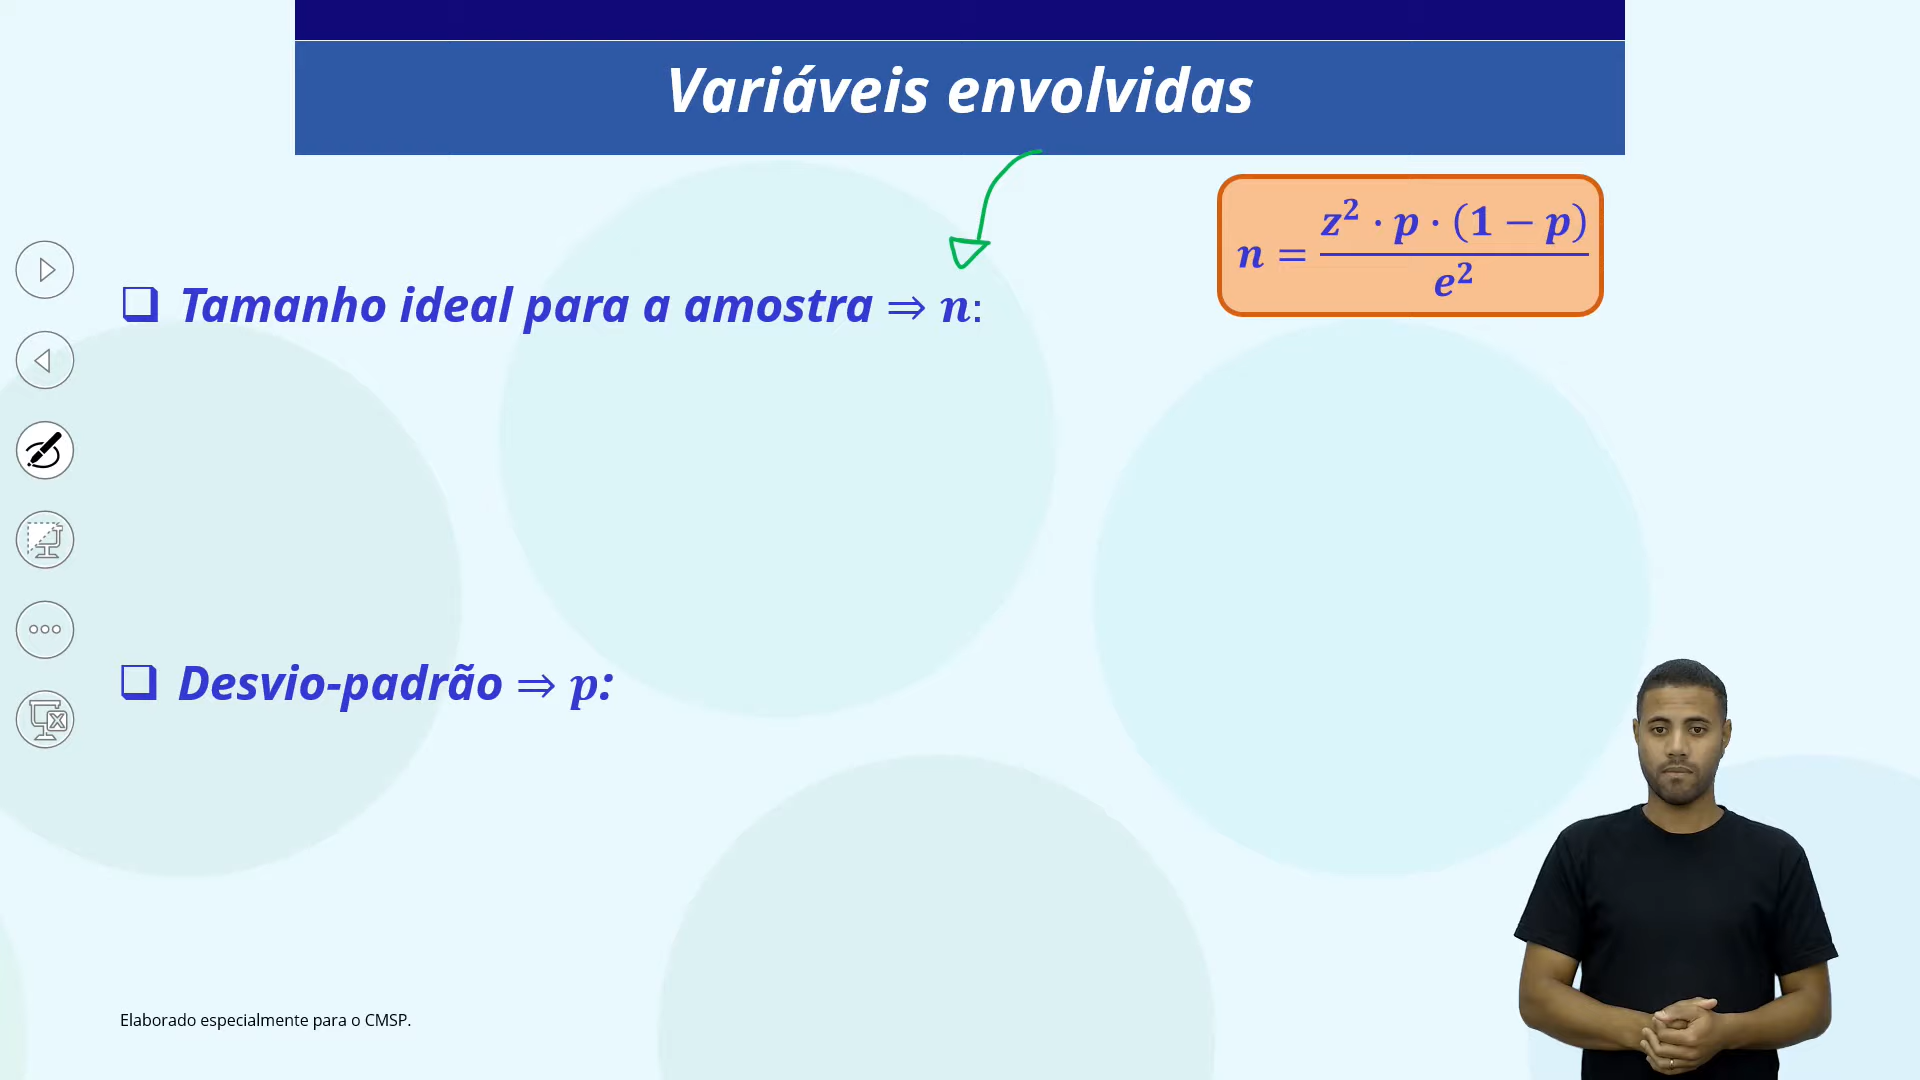 Variáveis envolvidas
n = z² · p · (1 − p) / e²
❑ Tamanho ideal para a amostra ⇒ n:
❑ Desvio-padrão ⇒ p:
Elaborado especialmente para o CMSP.